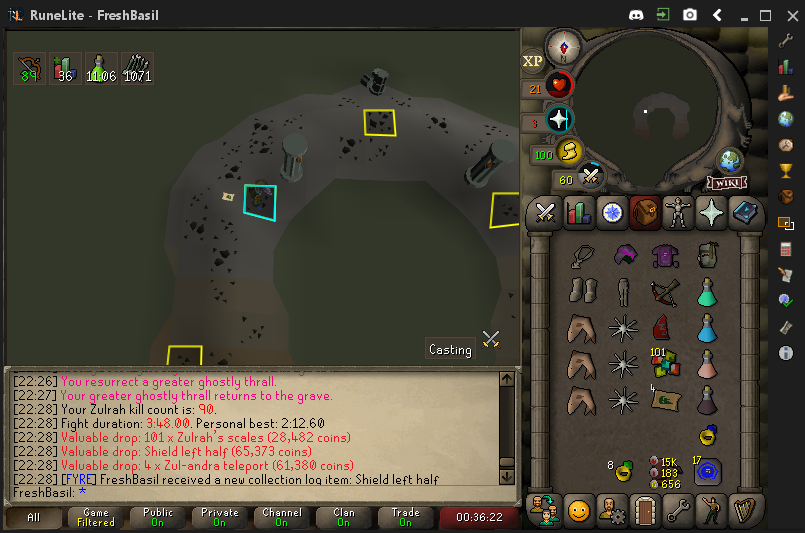 RuneLite - FreshBasil
89
36
11:06
1071
XP
N
21
3
100
60
WIKI
Casting
[22:26] You resurrect a greater ghostly thrall.
[22:27] Your greater ghostly thrall returns to the grave.
[22:28] Your Zulrah kill count is: 90.
[22:28] Fight duration: 3:48.00. Personal best: 2:12.60
[22:28] Valuable drop: 101 x Zulrah's scales (28,482 coins)
[22:28] Valuable drop: Shield left half (65,373 coins)
[22:28] Valuable drop: 4 x Zul-andra teleport (61,380 coins)
[22:28] [FYRE] FreshBasil received a new collection log item: Shield left half
FreshBasil: *
101
4
8
15K
183
656
17
All
Game
Filtered
Public
On
Private
On
Channel
On
Clan
On
Trade
On
00:36:22